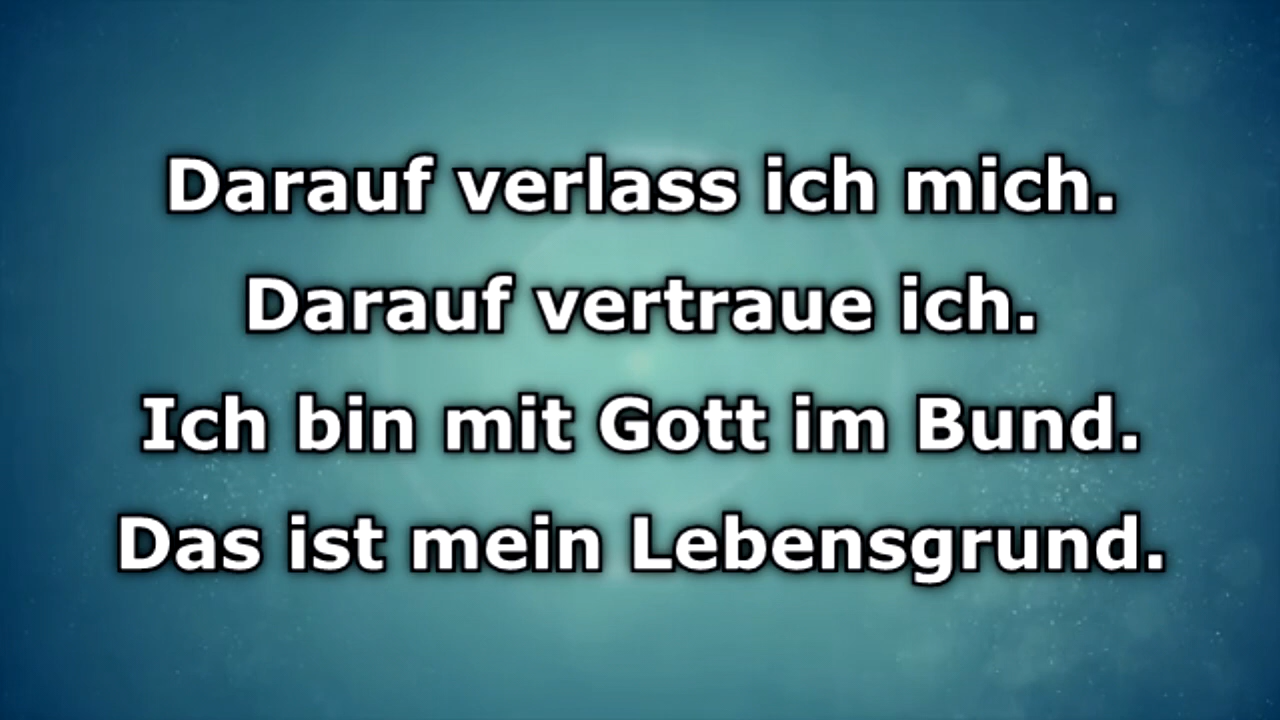 Darauf verlass ich mich.
Darauf vertraue ich.
Ich bin mit Gott im Bund.
Das ist mein Lebensgrund.